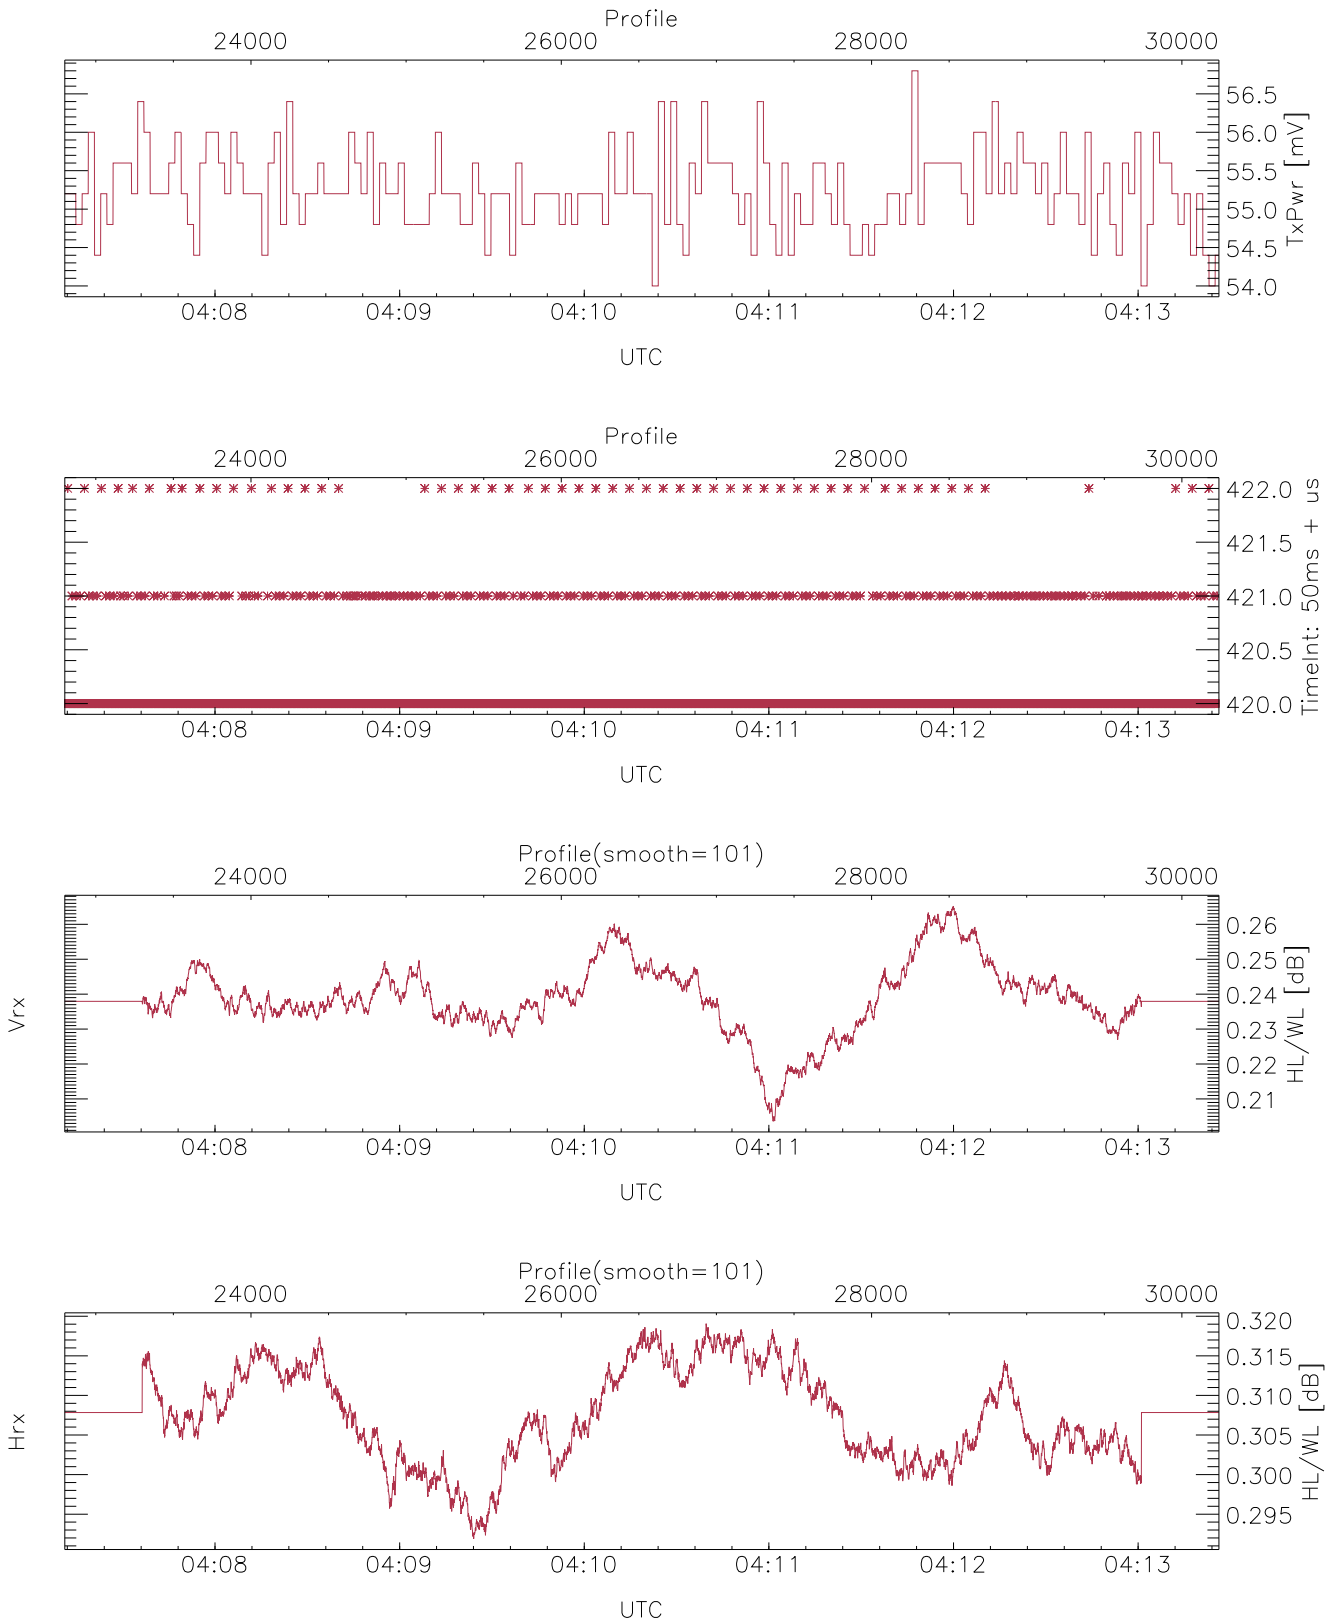 Profile
24000 26000 28000 30000
56.5
56.0
55.5
55.0
54.5
54.0
TxPwr [mV]
04:08 04:09 04:10 04:11 04:12 04:13
UTC
Profile
24000 26000 28000 30000
422.0
421.5
421.0
420.5
420.0
TimeInt: 50ms + us
04:08 04:09 04:10 04:11 04:12 04:13
UTC
Profile(smooth=101)
24000 26000 28000 30000
Vrx
0.26
0.25
0.24
0.23
0.22
0.21
HL/WL [dB]
04:08 04:09 04:10 04:11 04:12 04:13
UTC
Profile(smooth=101)
24000 26000 28000 30000
Hrx
0.320
0.315
0.310
0.305
0.300
0.295
HL/WL [dB]
04:08 04:09 04:10 04:11 04:12 04:13
UTC